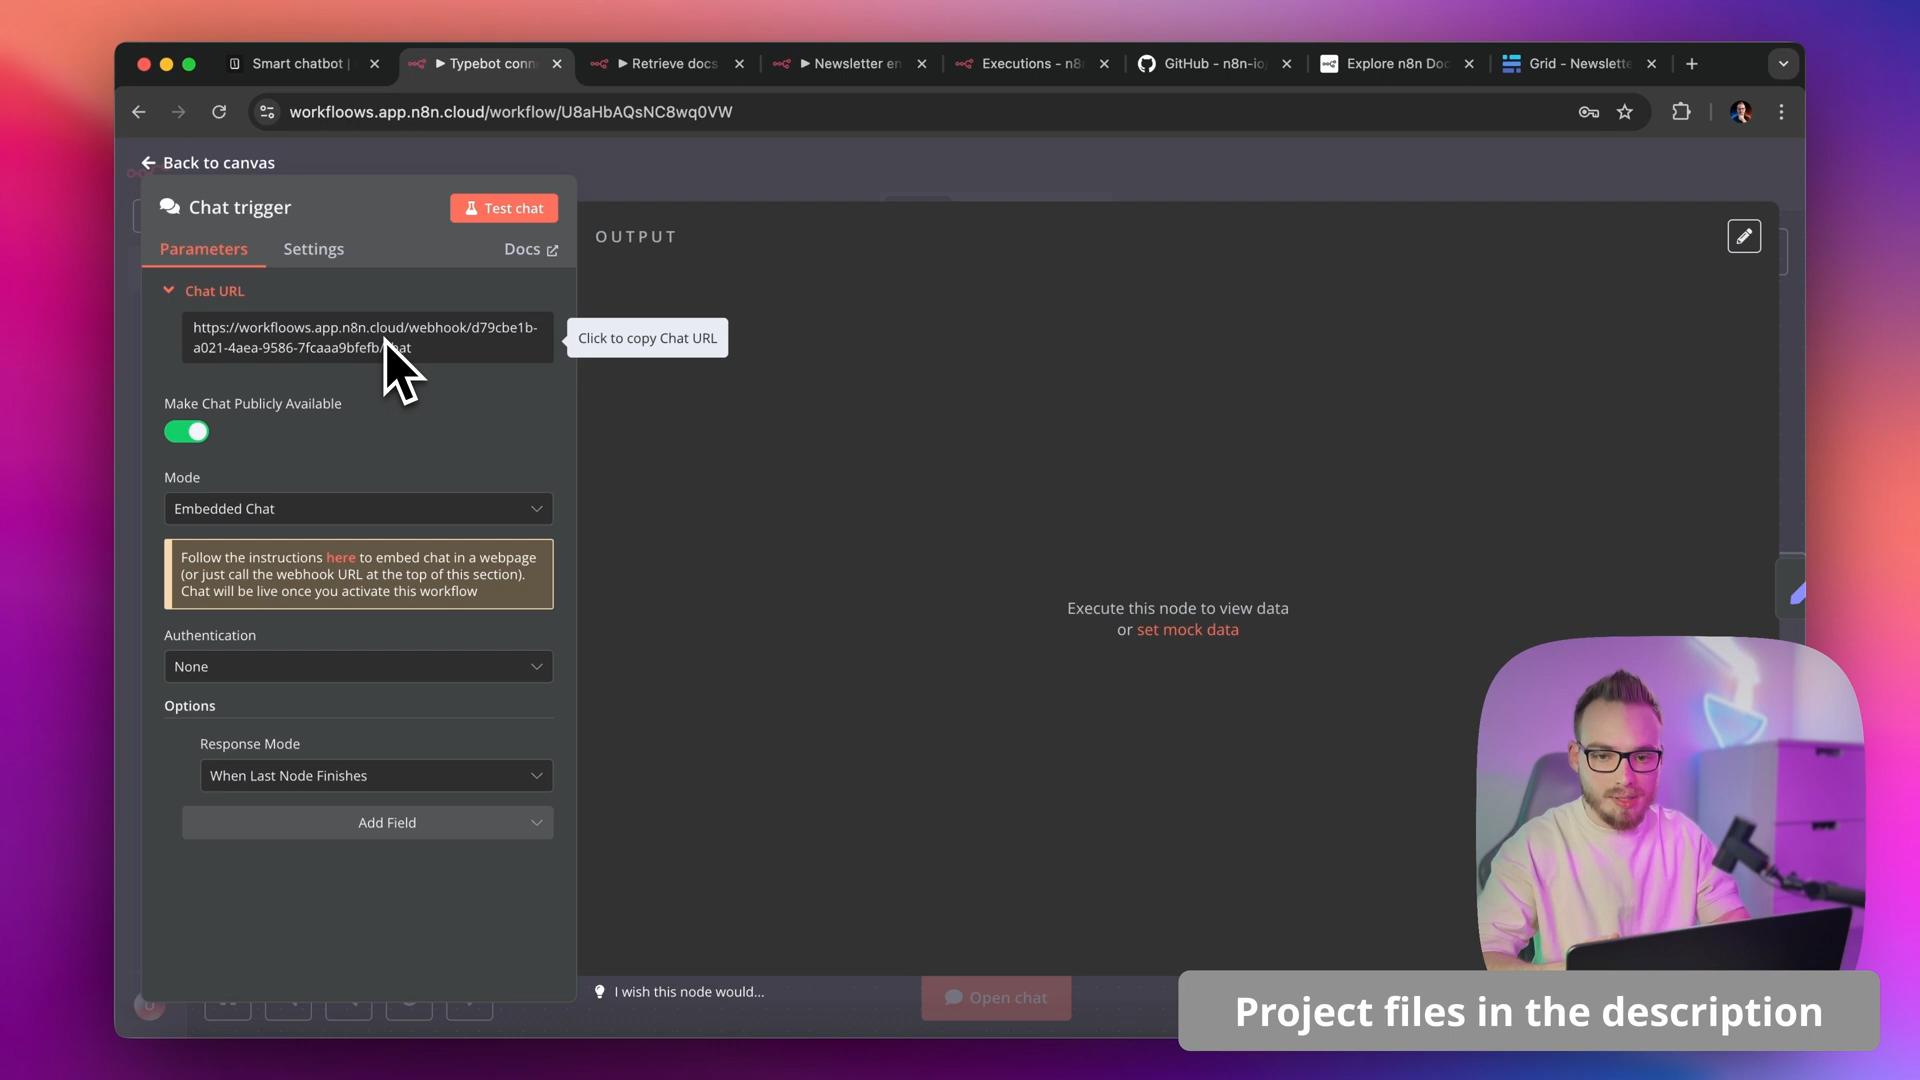 Smart chatbot |
Typebot conn
Retrieve docs
Newsletter en
Executions - n8
GitHub - n8n-io
Explore n8n Doc
Grid - Newslette
workfloows.app.n8n.cloud/workflow/U8aHbAQsNC8wq0VW
Back to canvas
Chat trigger
Test chat
Parameters
Settings
Docs
Chat URL
https://workfloows.app.n8n.cloud/webhook/d79cbe1b-
a021-4aea-9586-7fcaaa9bfefb/ hat
Click to copy Chat URL
Make Chat Publicly Available
Mode
Embedded Chat
Follow the instructions here to embed chat in a webpage
(or just call the webhook URL at the top of this section).
Chat will be live once you activate this workflow
Authentication
None
Options
Response Mode
When Last Node Finishes
Add Field
OUTPUT
Execute this node to view data
or set mock data
I wish this node would...
Open chat
Project files in the description